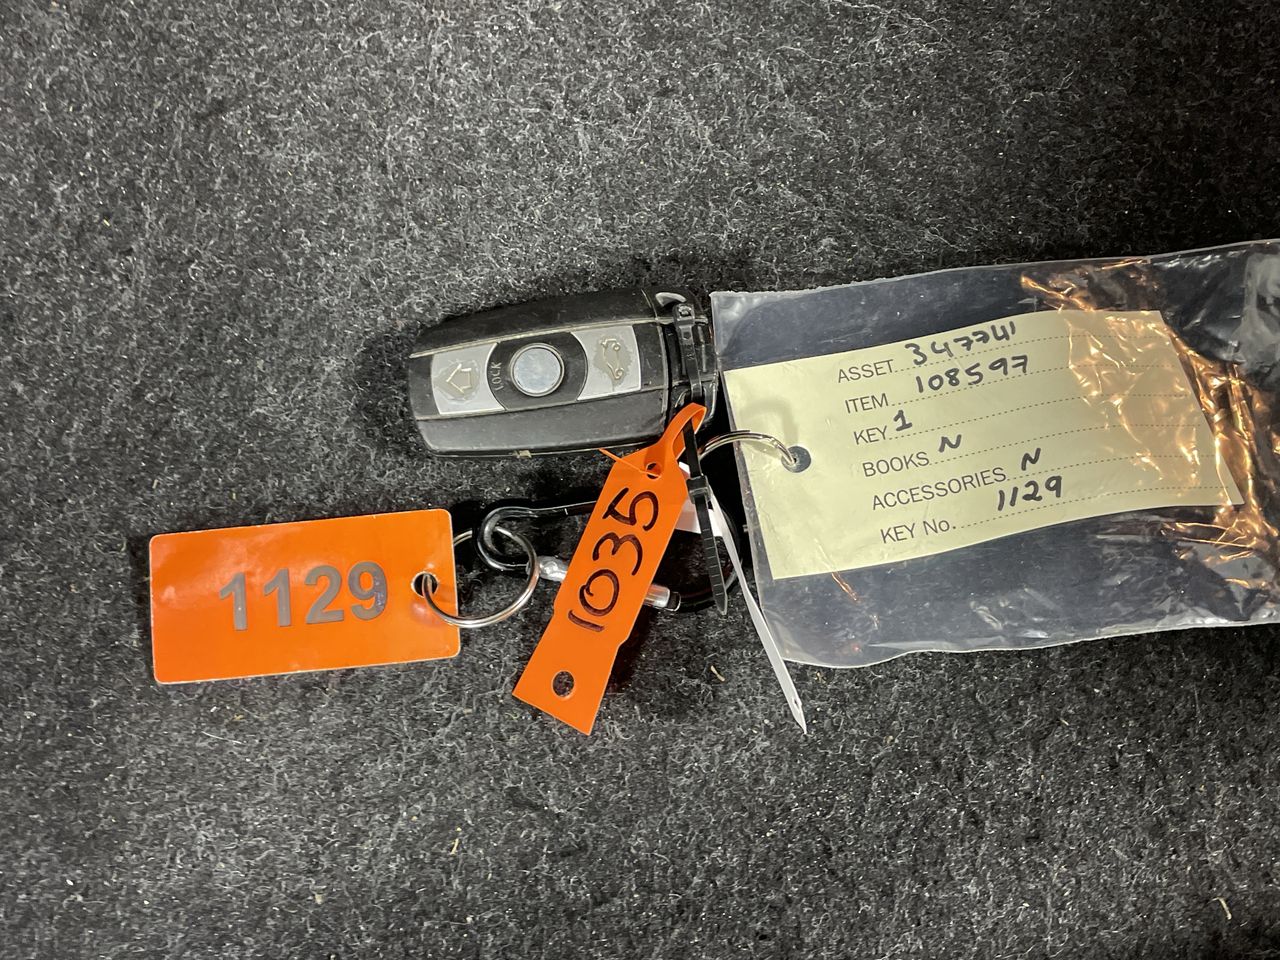 LOCK
ASSET 347741
ITEM 108597
KEY 1
BOOKS N
ACCESSORIES N
KEY No. 1129
1035
1129